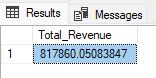 Results Messages
Total_Revenue
1 817860.05083847